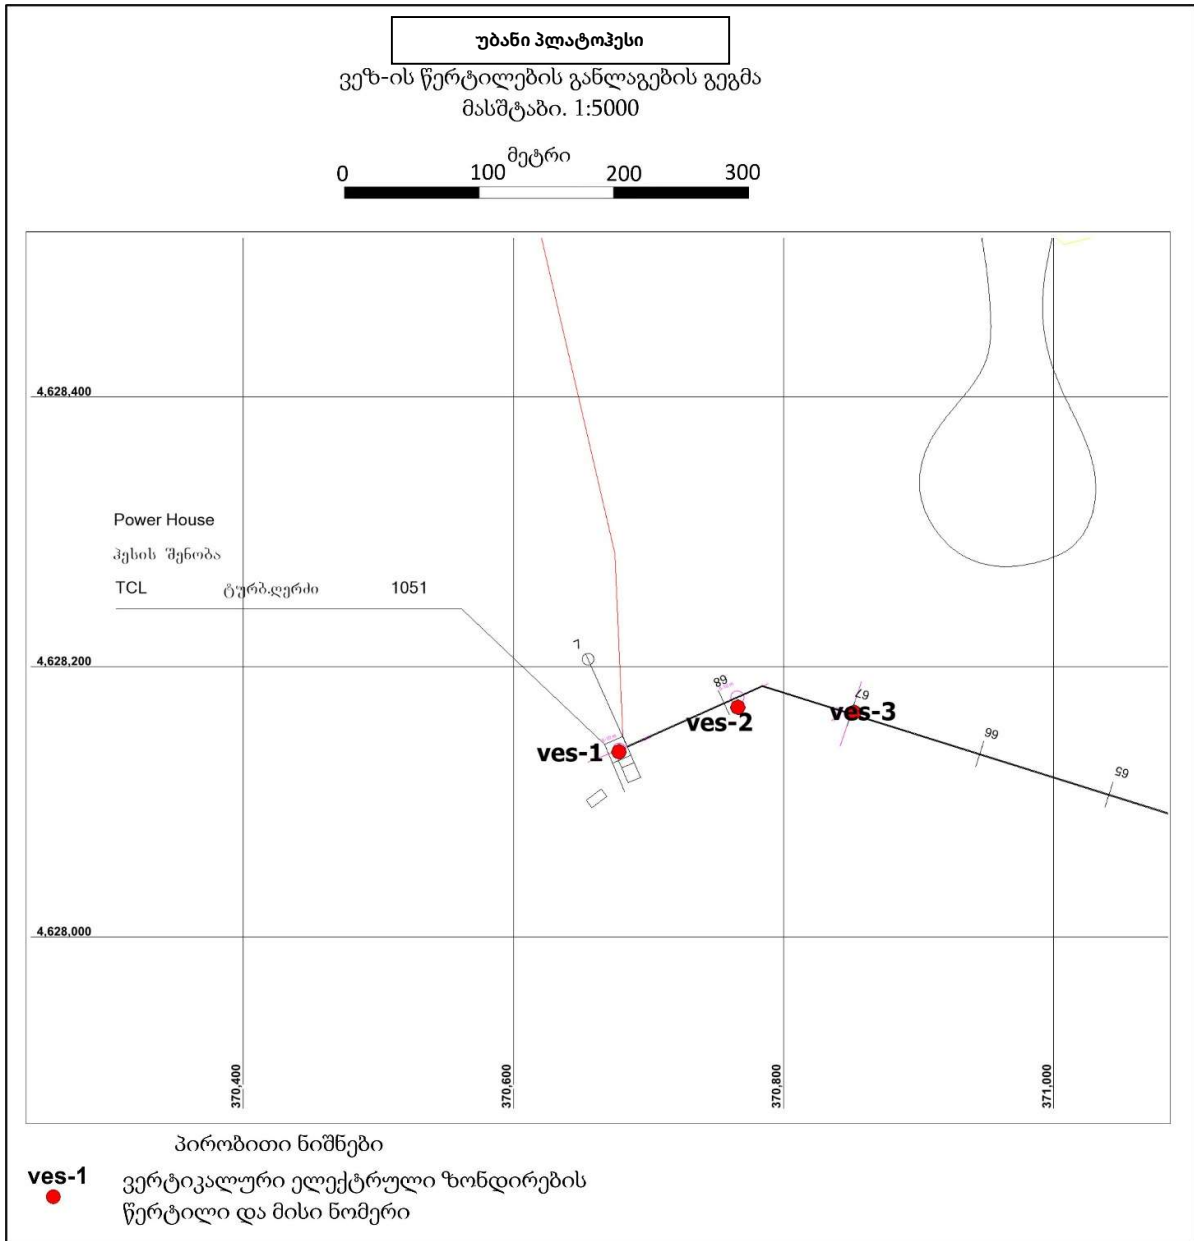 უბანი პლატოჰესი
ვეზ-ის წერტილების განლაგების გეგმა
მასშტაბი. 1:5000
მეტრი
0 100 200 300
4,628,400
Power House
ჰესის შენობა
TCL ტურბ.ღერძი 1051
4,628,200
7
68
67
ves-1
ves-2
ves-3
66
65
4,628,000
370,400
370,600
370,800
371,000
პირობითი ნიშნები
ves-1 ვერტიკალური ელექტრული ზონდირების
წერტილი და მისი ნომერი